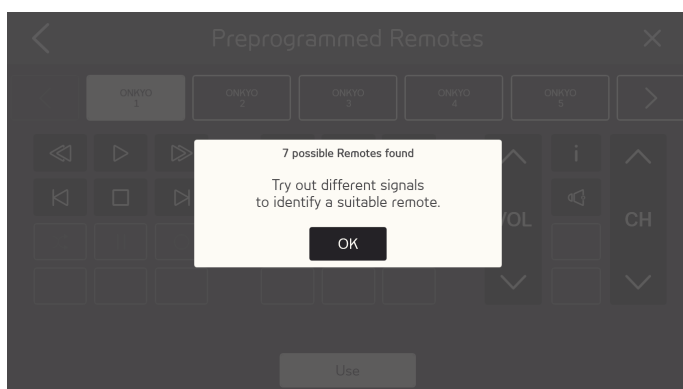 Preprogrammed Remotes
ONKYO
1
ONKYO
2
ONKYO
3
ONKYO
4
ONKYO
5
7 possible Remotes found
Try out different signals
to identify a suitable remote.
OK
VOL
CH
Use